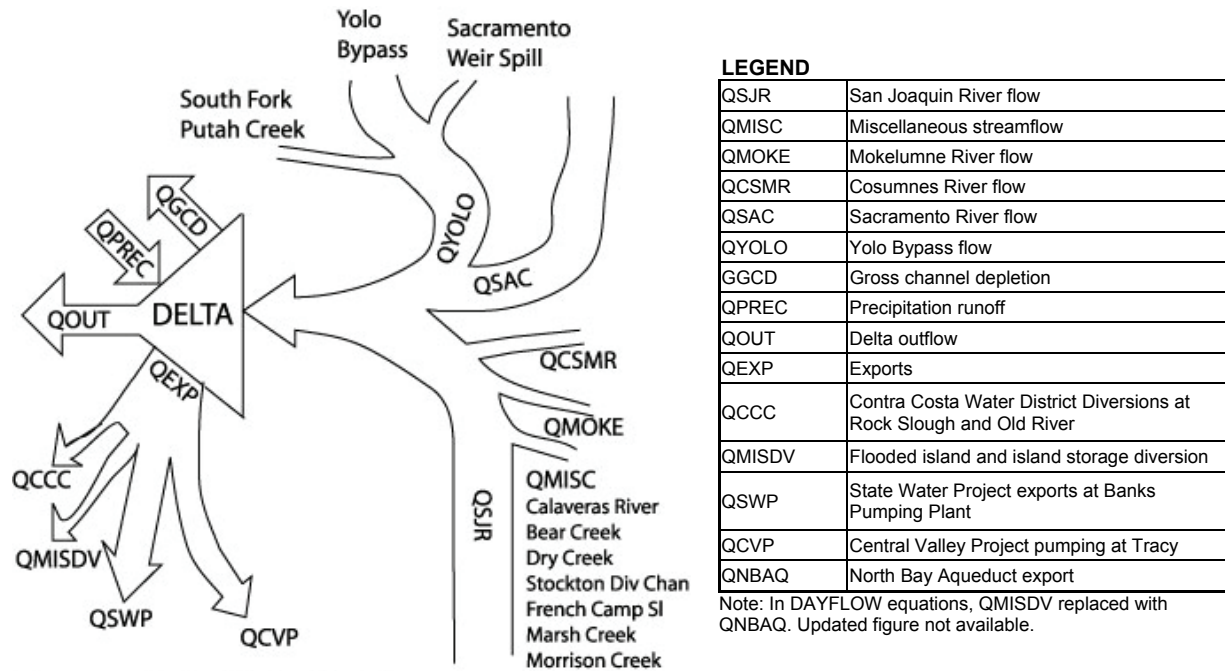 Yolo
Bypass
Sacramento
Weir Spill
South Fork
Putah Creek
QGCD
QPREC
QYOLO
QSAC
QOUT
DELTA
QEXP
QCSMR
QMOKE
QCCC
QMISDV
QSWP
QCVP
QSJR
QMISC
Calaveras River
Bear Creek
Dry Creek
Stockton Div Chan
French Camp Sl
Marsh Creek
Morrison Creek
LEGEND
QSJR San Joaquin River flow
QMISC Miscellaneous streamflow
QMOKE Mokelumne River flow
QCSMR Cosumnes River flow
QSAC Sacramento River flow
QYOLO Yolo Bypass flow
GGCD Gross channel depletion
QPREC Precipitation runoff
QOUT Delta outflow
QEXP Exports
QCCC Contra Costa Water District Diversions at
Rock Slough and Old River
QMISDV Flooded island and island storage diversion
QSWP State Water Project exports at Banks
Pumping Plant
QCVP Central Valley Project pumping at Tracy
QNBAQ North Bay Aqueduct export
Note: In DAYFLOW equations, QMISDV replaced with
QNBAQ. Updated figure not available.